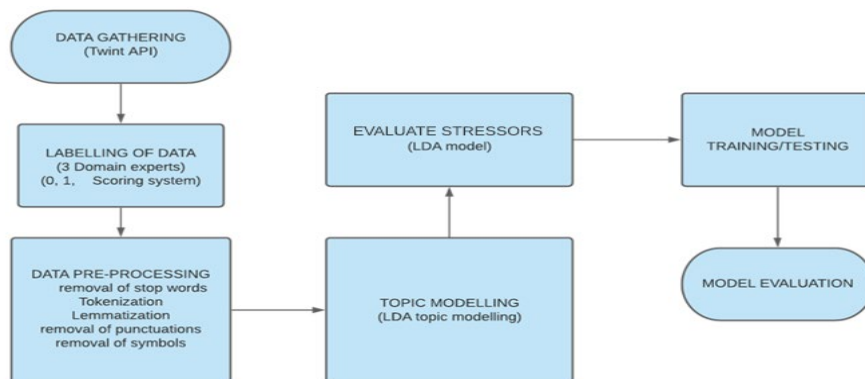 DATA GATHERING
(Twint API)
LABELLING OF DATA
(3 Domain experts)
(0, 1, Scoring system)
DATA PRE-PROCESSING
removal of stop words
Tokenization
Lemmatization
removal of punctuations
removal of symbols
TOPIC MODELLING
(LDA topic modelling)
EVALUATE STRESSORS
(LDA model)
MODEL
TRAINING/TESTING
MODEL EVALUATION